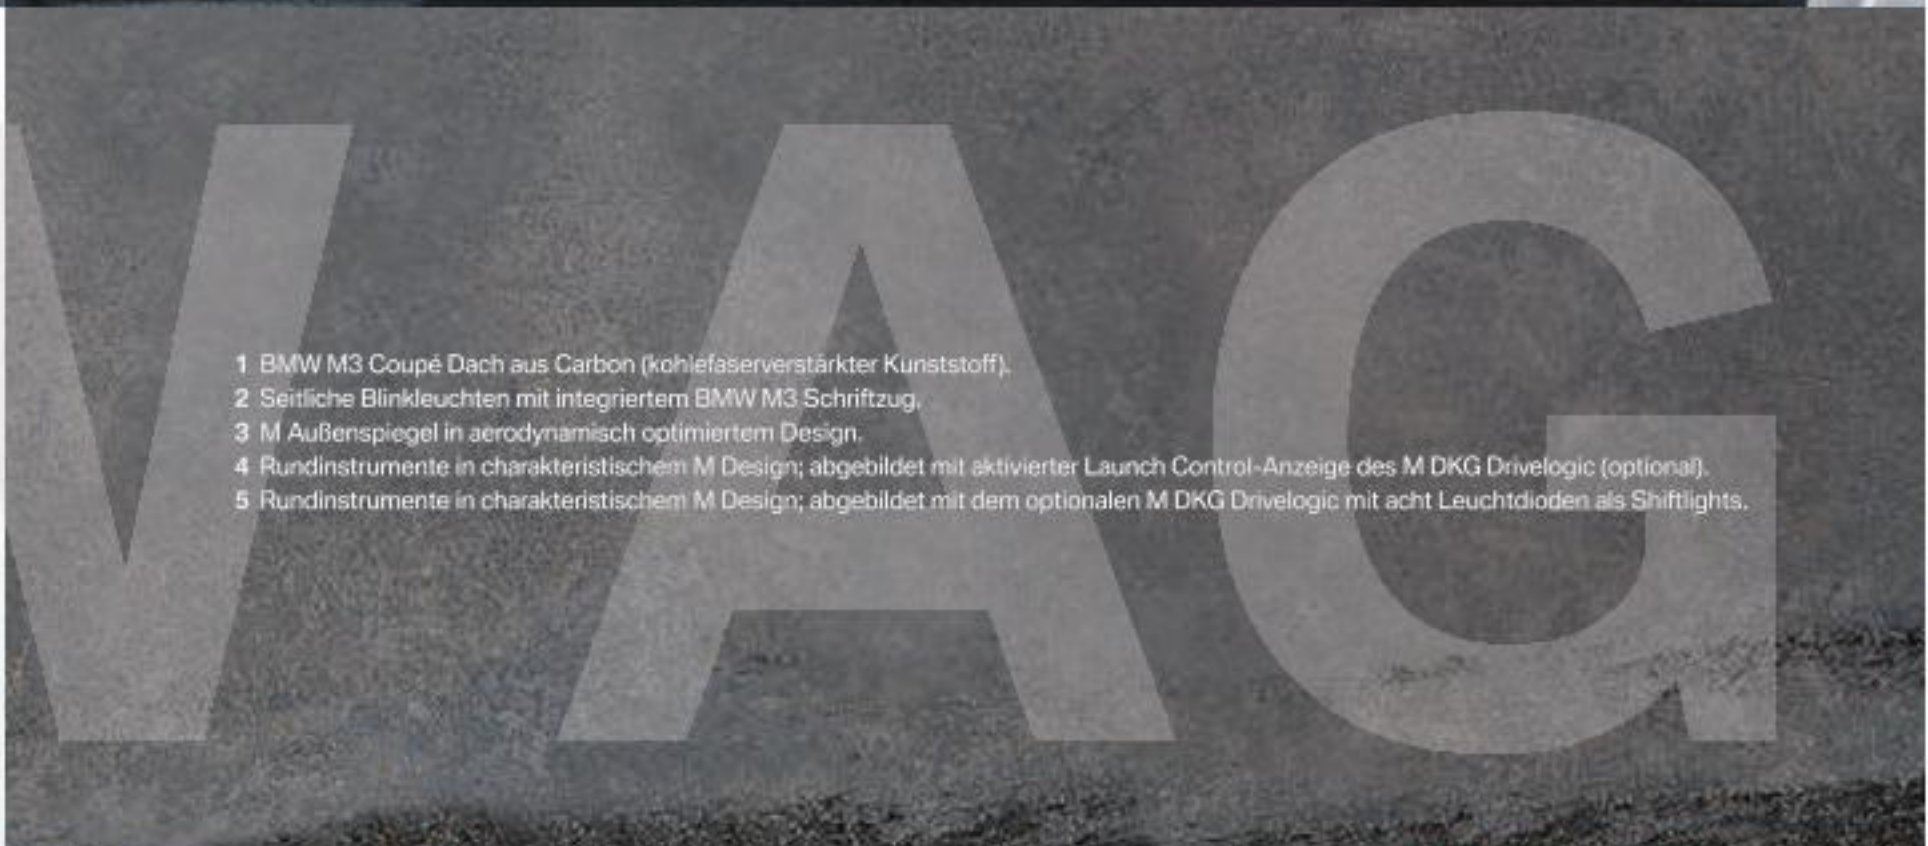 W AG
1 BMW M3 Coupé Dach aus Carbon (kohlefaserverstärkter Kunststoff).
2 Seitliche Blinkleuchten mit integriertem BMW M3 Schriftzug.
3 M Außenspiegel in aerodynamisch optimiertem Design.
4 Rundinstrumente in charakteristischem M Design; abgebildet mit aktivierter Launch Control-Anzeige des M DKG Drivelogic (optional).
5 Rundinstrumente in charakteristischem M Design; abgebildet mit dem optionalen M DKG Drivelogic mit acht Leuchtdioden als Shiftlights.